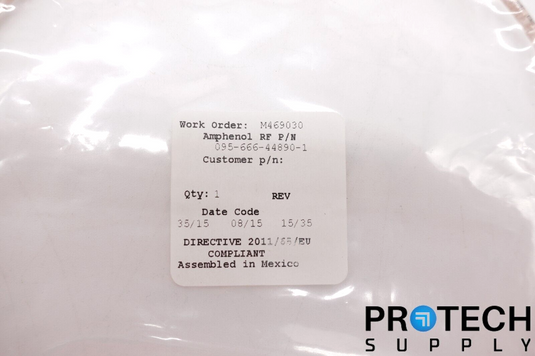 Work Order: M469030
Amphenol RF P/N
095-666-44890-1
Customer p/n:
Qty: 1 REV
Date Code
35/15 08/15 15/35
DIRECTIVE 2011/65/EU
COMPLIANT
Assembled in Mexico
PROTECH
SUPPLY